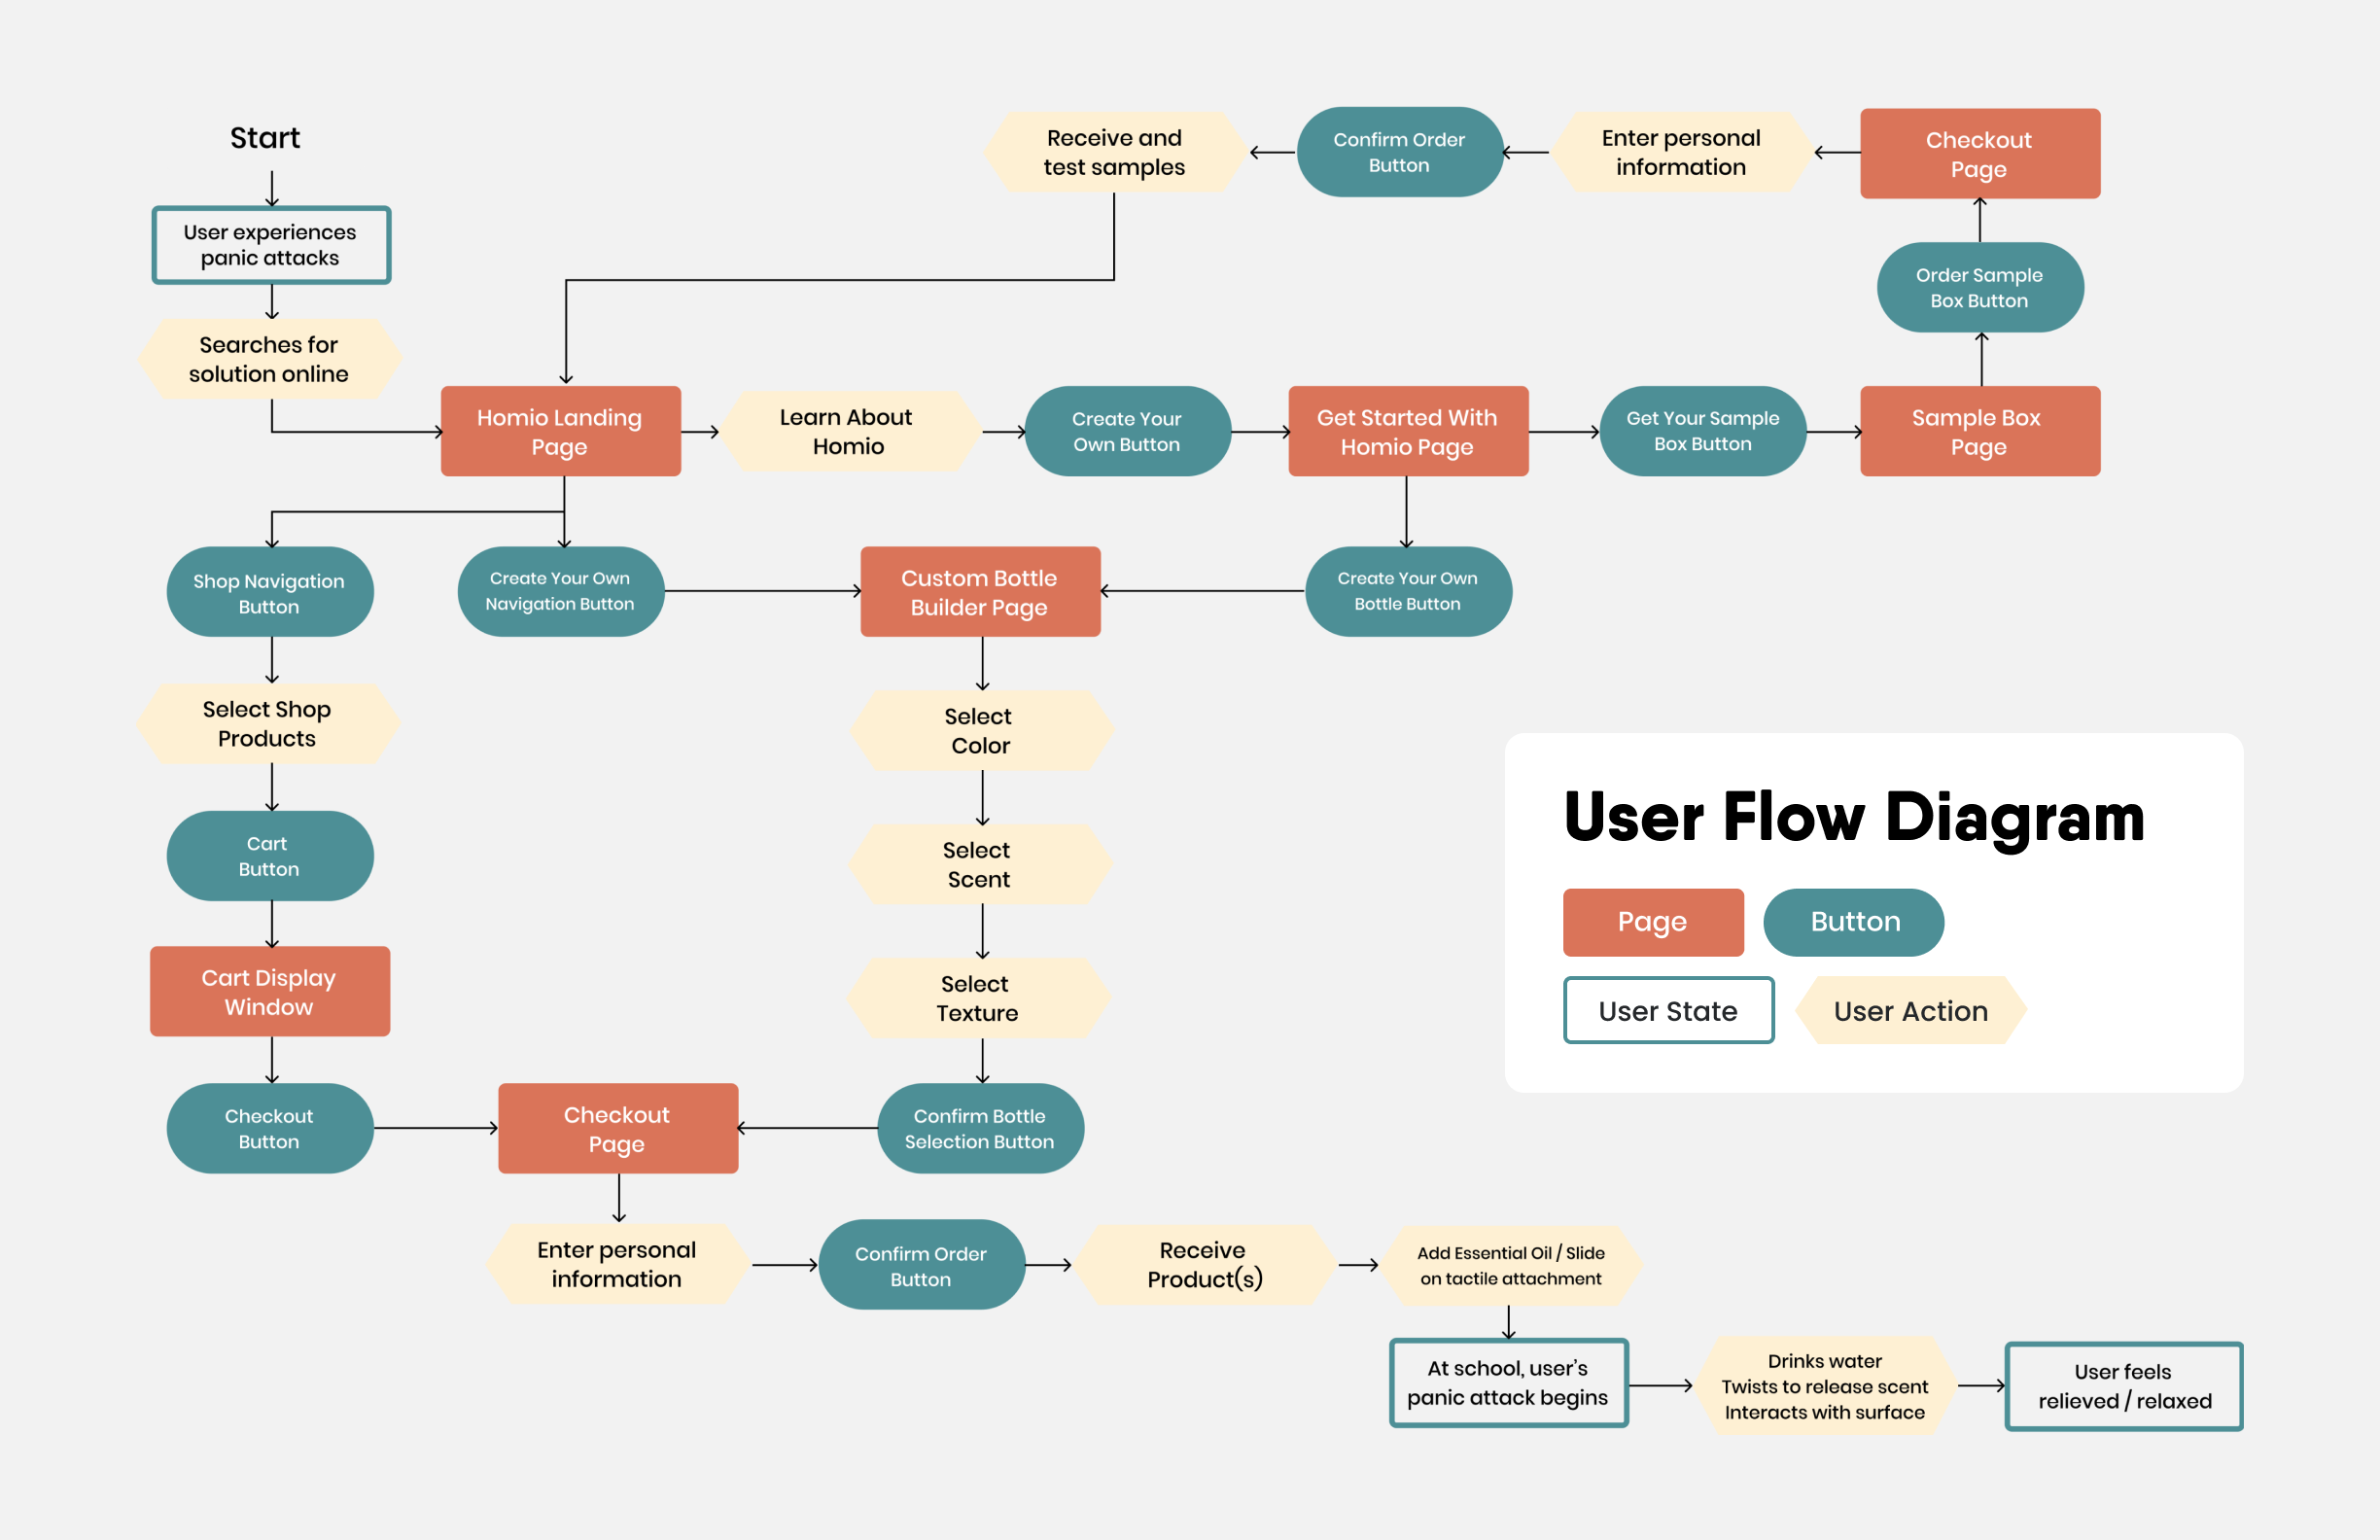 Start
User experiences
panic attacks
Searches for
solution online
Receive and
test samples
Confirm Order
Button
Enter personal
information
Checkout
Page
Order Sample
Box Button
Homio Landing
Page
Learn About
Homio
Create Your
Own Button
Get Started With
Homio Page
Get Your Sample
Box Button
Sample Box
Page
Shop Navigation
Button
Create Your Own
Navigation Button
Custom Bottle
Builder Page
Create Your Own
Bottle Button
Select Shop
Products
Select
Color
Cart
Button
Select
Scent
Cart Display
Window
Select
Texture
Checkout
Button
Checkout
Page
Confirm Bottle
Selection Button
User Flow Diagram
Page
Button
User State
User Action
Enter personal
information
Confirm Order
Button
Receive
Product(s)
Add Essential Oil / Slide
on tactile attachment
At school, user’s
panic attack begins
Drinks water
Twists to release scent
Interacts with surface
User feels
relieved / relaxed